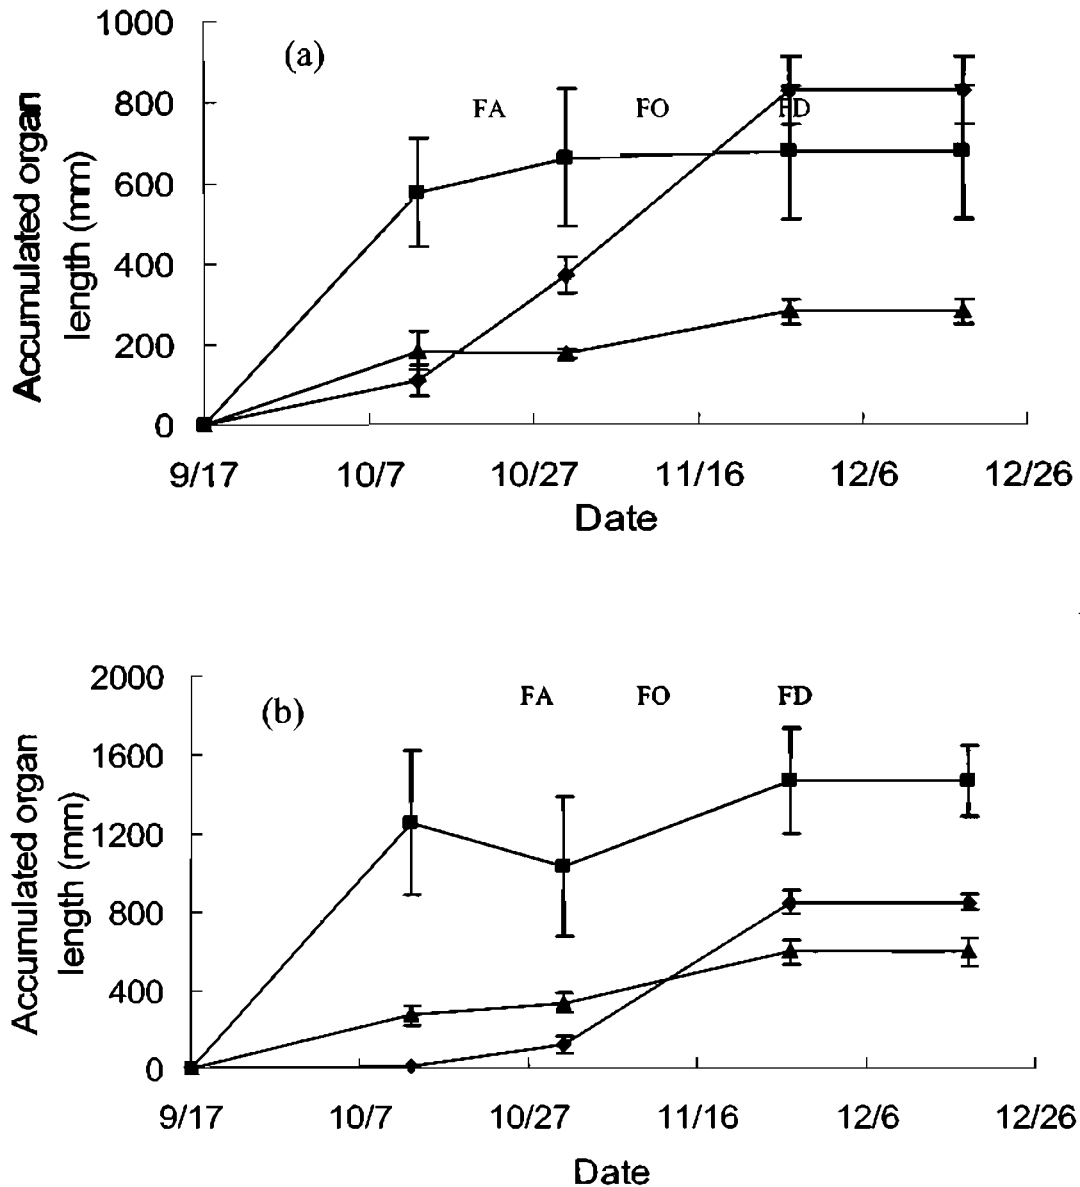 1000
(a)
800
FA
FO
FD
600
400
200
0
Accumulated organ
length (mm)
9/17
10/7
10/27
11/16
12/6
12/26
Date
2000
(b)
FA
FO
FD
1600
1200
800
400
0
Accumulated organ
length (mm)
9/17
10/7
10/27
11/16
12/6
12/26
Date